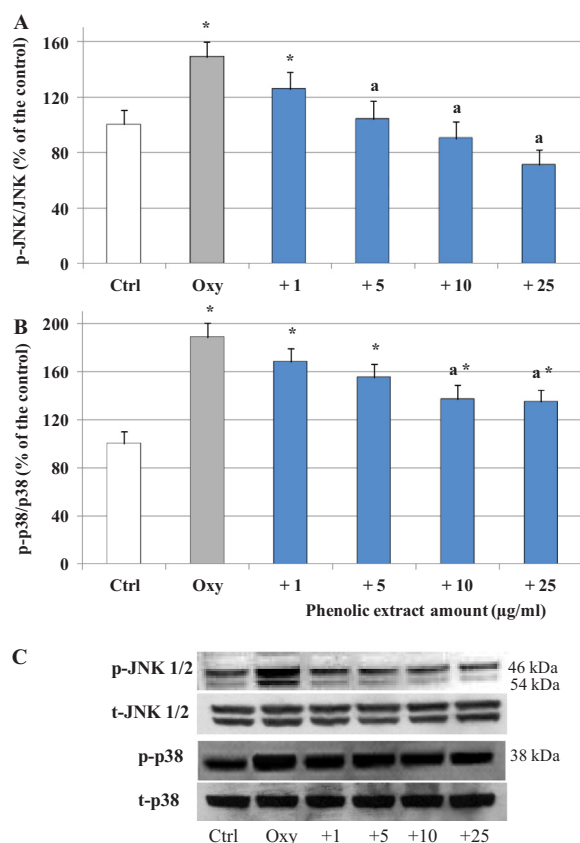 A
p-JNK/JNK (% of the control)
160
120
80
40
0
*
*
a
a
a
Ctrl
Oxy
+ 1
+ 5
+ 10
+ 25
B
p-p38/p38 (% of the control)
200
160
120
80
40
0
*
*
*
a *
a *
Ctrl
Oxy
+ 1
+ 5
+ 10
+ 25
Phenolic extract amount (µg/ml)
C
p-JNK 1/2
46 kDa
54 kDa
t-JNK 1/2
p-p38
38 kDa
t-p38
Ctrl Oxy +1 +5 +10 +25